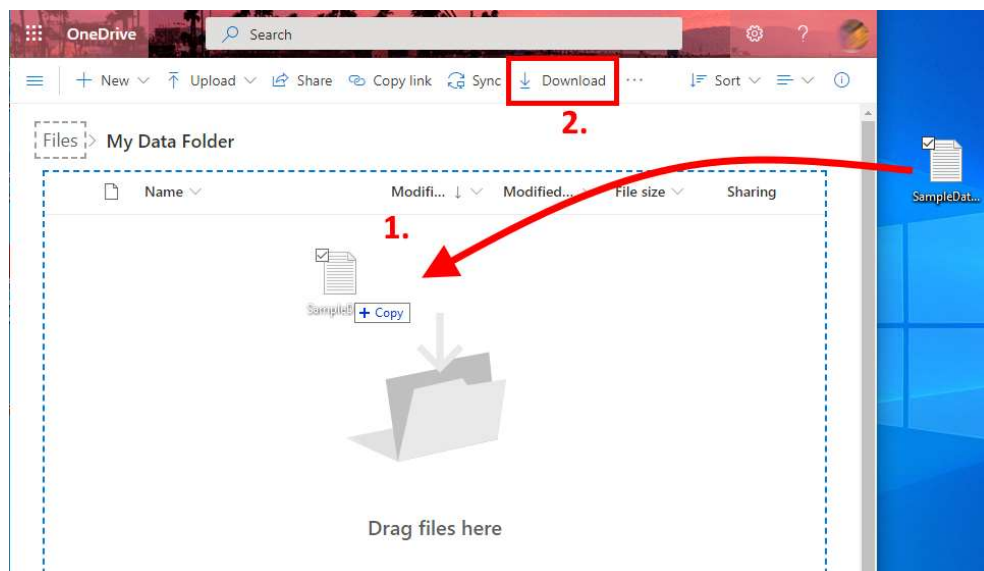 OneDrive Search ?
New Upload Share Copy link Sync Download ... Sort
2.
Files > My Data Folder
SampleDat...
Name Modifi... ↓ Modified... File size Sharing
1.
+ Copy
Drag files here